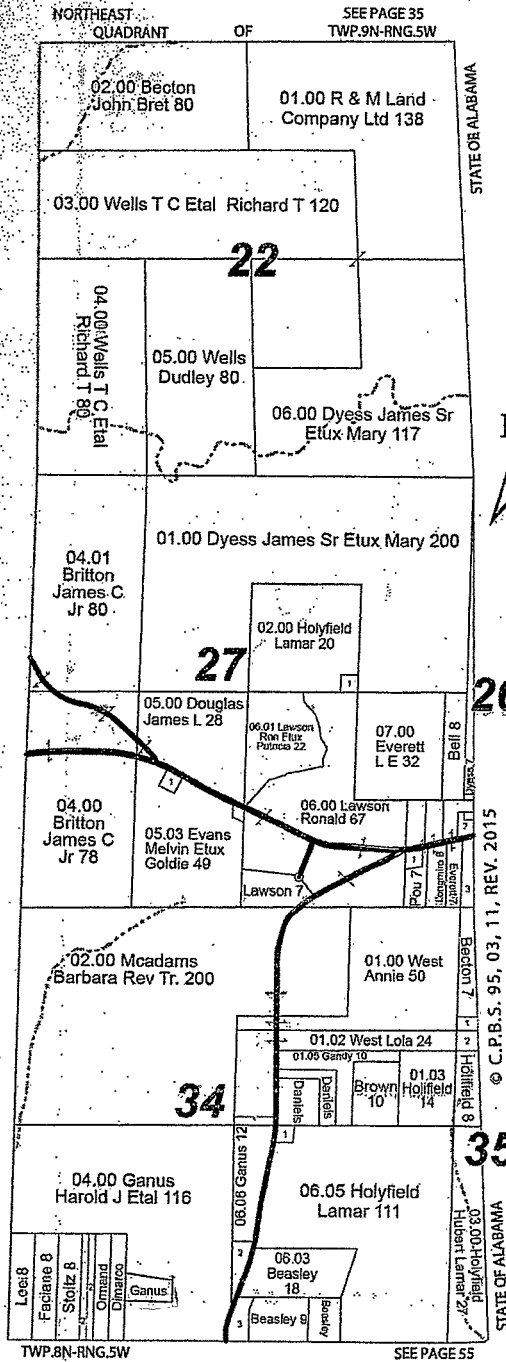 NORTHEAST
QUADRANT OF
SEE PAGE 35
TWP.9N-RNG.5W
STATE OF ALABAMA
02.00 Becton
John Bret 80
01.00 R & M Land
Company Ltd 138
03.00 Wells T C Etal Richard T 120
22
04.00 Wells T C Etal
Richard T 80
05.00 Wells
Dudley 80
06.00 Dyess James Sr
Etux Mary 117
01.00 Dyess James Sr Etux Mary 200
04.01
Britton
James C
Jr 80
02.00 Holyfield
Lamar 20
1
27
26
05.00 Douglas
James L 28
06.01 Lawson
Ron Etux
Patricia 22
07.00
Everett
L E 32
Bell 8
Dyess
1
04.00
Britton
James C
Jr 78
05.03 Evans
Melvin Etux
Goldie 49
06.00 Lawson
Ronald 67
Lawson 7
1
Pou 7
Longmire 8
Everett 7
2
3
02.00 Mcadams
Barbara Rev Tr. 200
01.00 West
Annie 50
Becton 7
1
2
01.02 West Lola 24
01.05 Gandy 10
Daniels
Daniels
Brown
10
01.03
Holifield
14
Holifield 8
34
35
1
04.00 Ganus
Harold J Etal 116
06.08 Ganus 12
06.05 Holyfield
Lamar 111
03.00 Holyfield
Hubert Lamar 27
Lee 8
Faciane 8
Stoltz 8
Ormand
Dimarco
Ganus
2
06.03
Beasley
18
3
Beasley 9
Beasley
© C.P.B.S. 95, 03, 11, REV. 2015
STATE OF ALABAMA
TWP.8N-RNG.5W
SEE PAGE 55